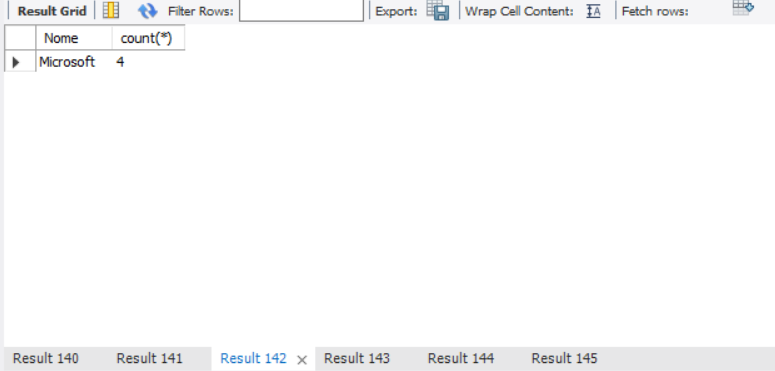 Result Grid Filter Rows: Export: Wrap Cell Content: IA Fetch rows:
Nome count(*)
Microsoft 4
Result 140 Result 141 Result 142 × Result 143 Result 144 Result 145